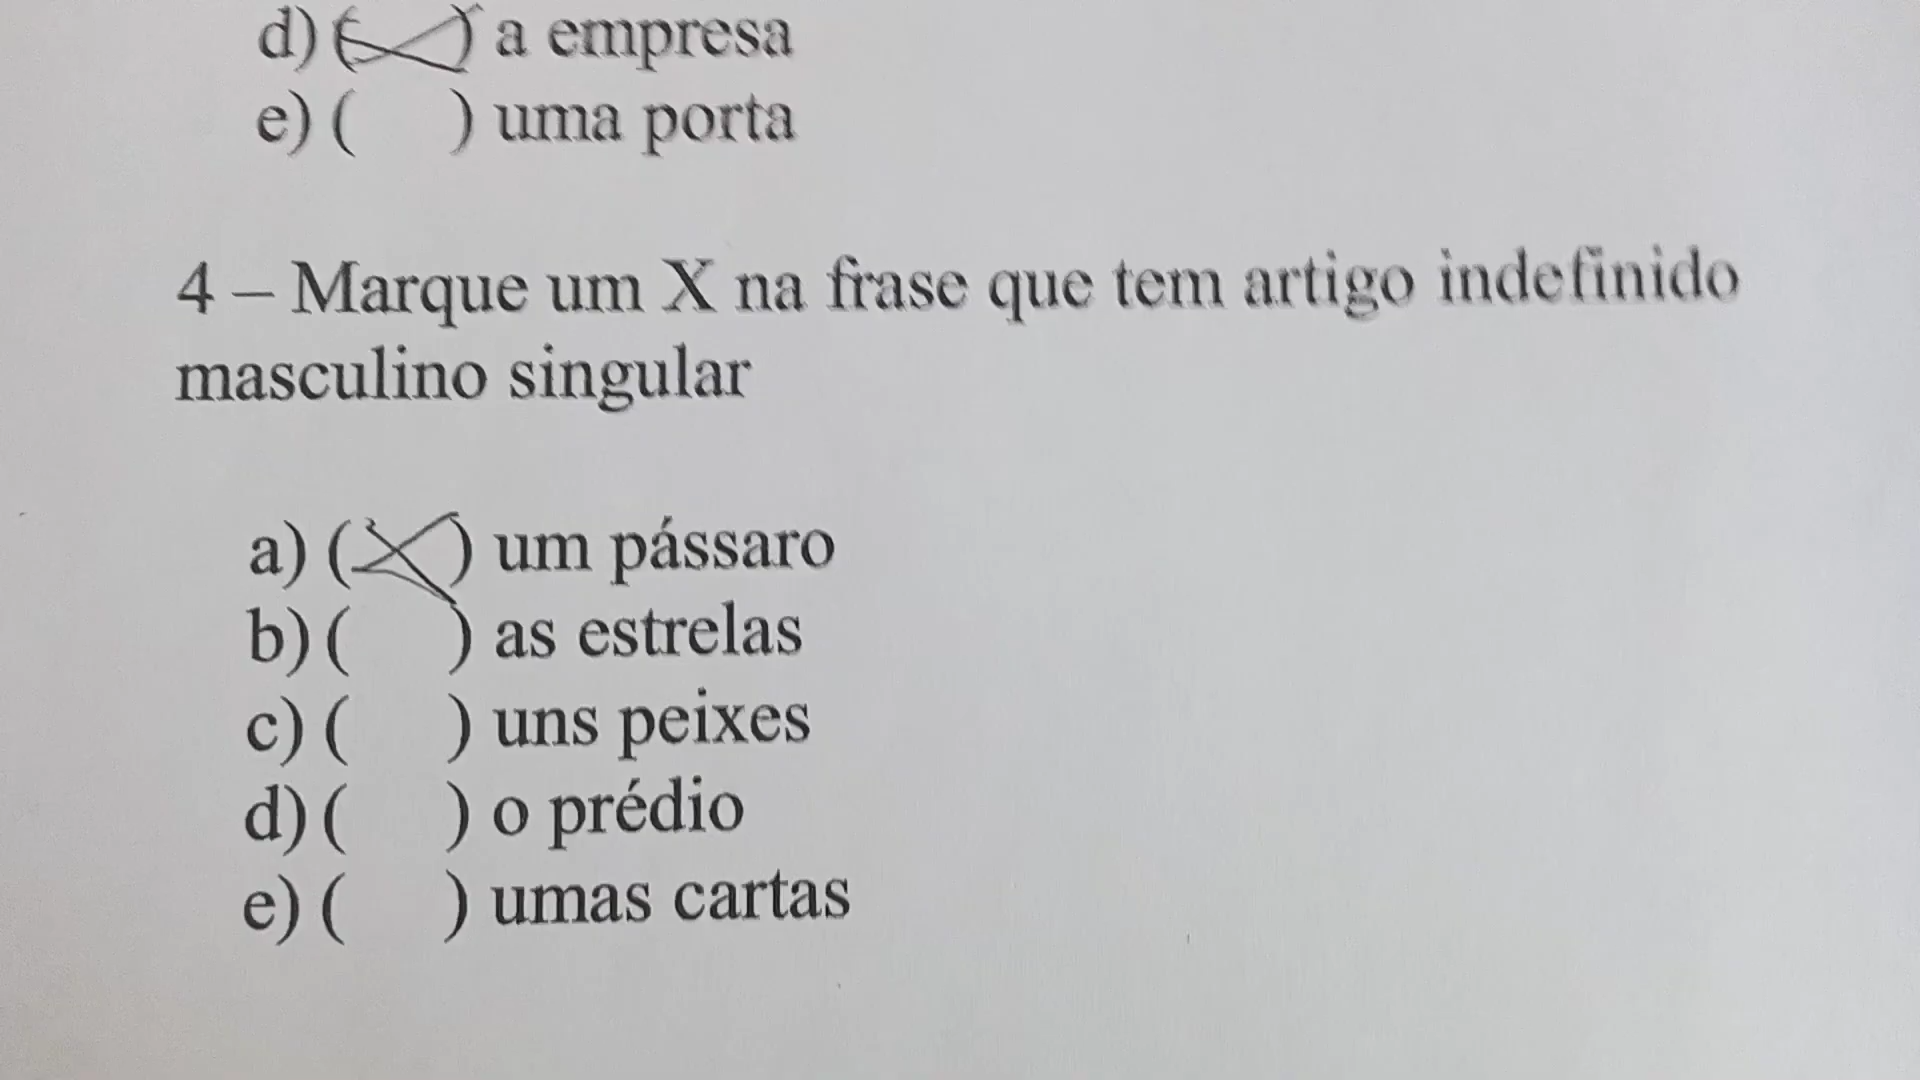 d) (X) a empresa
e) ( ) uma porta
4 – Marque um X na frase que tem artigo indefinido
masculino singular
a) (X) um pássaro
b) ( ) as estrelas
c) ( ) uns peixes
d) ( ) o prédio
e) ( ) umas cartas